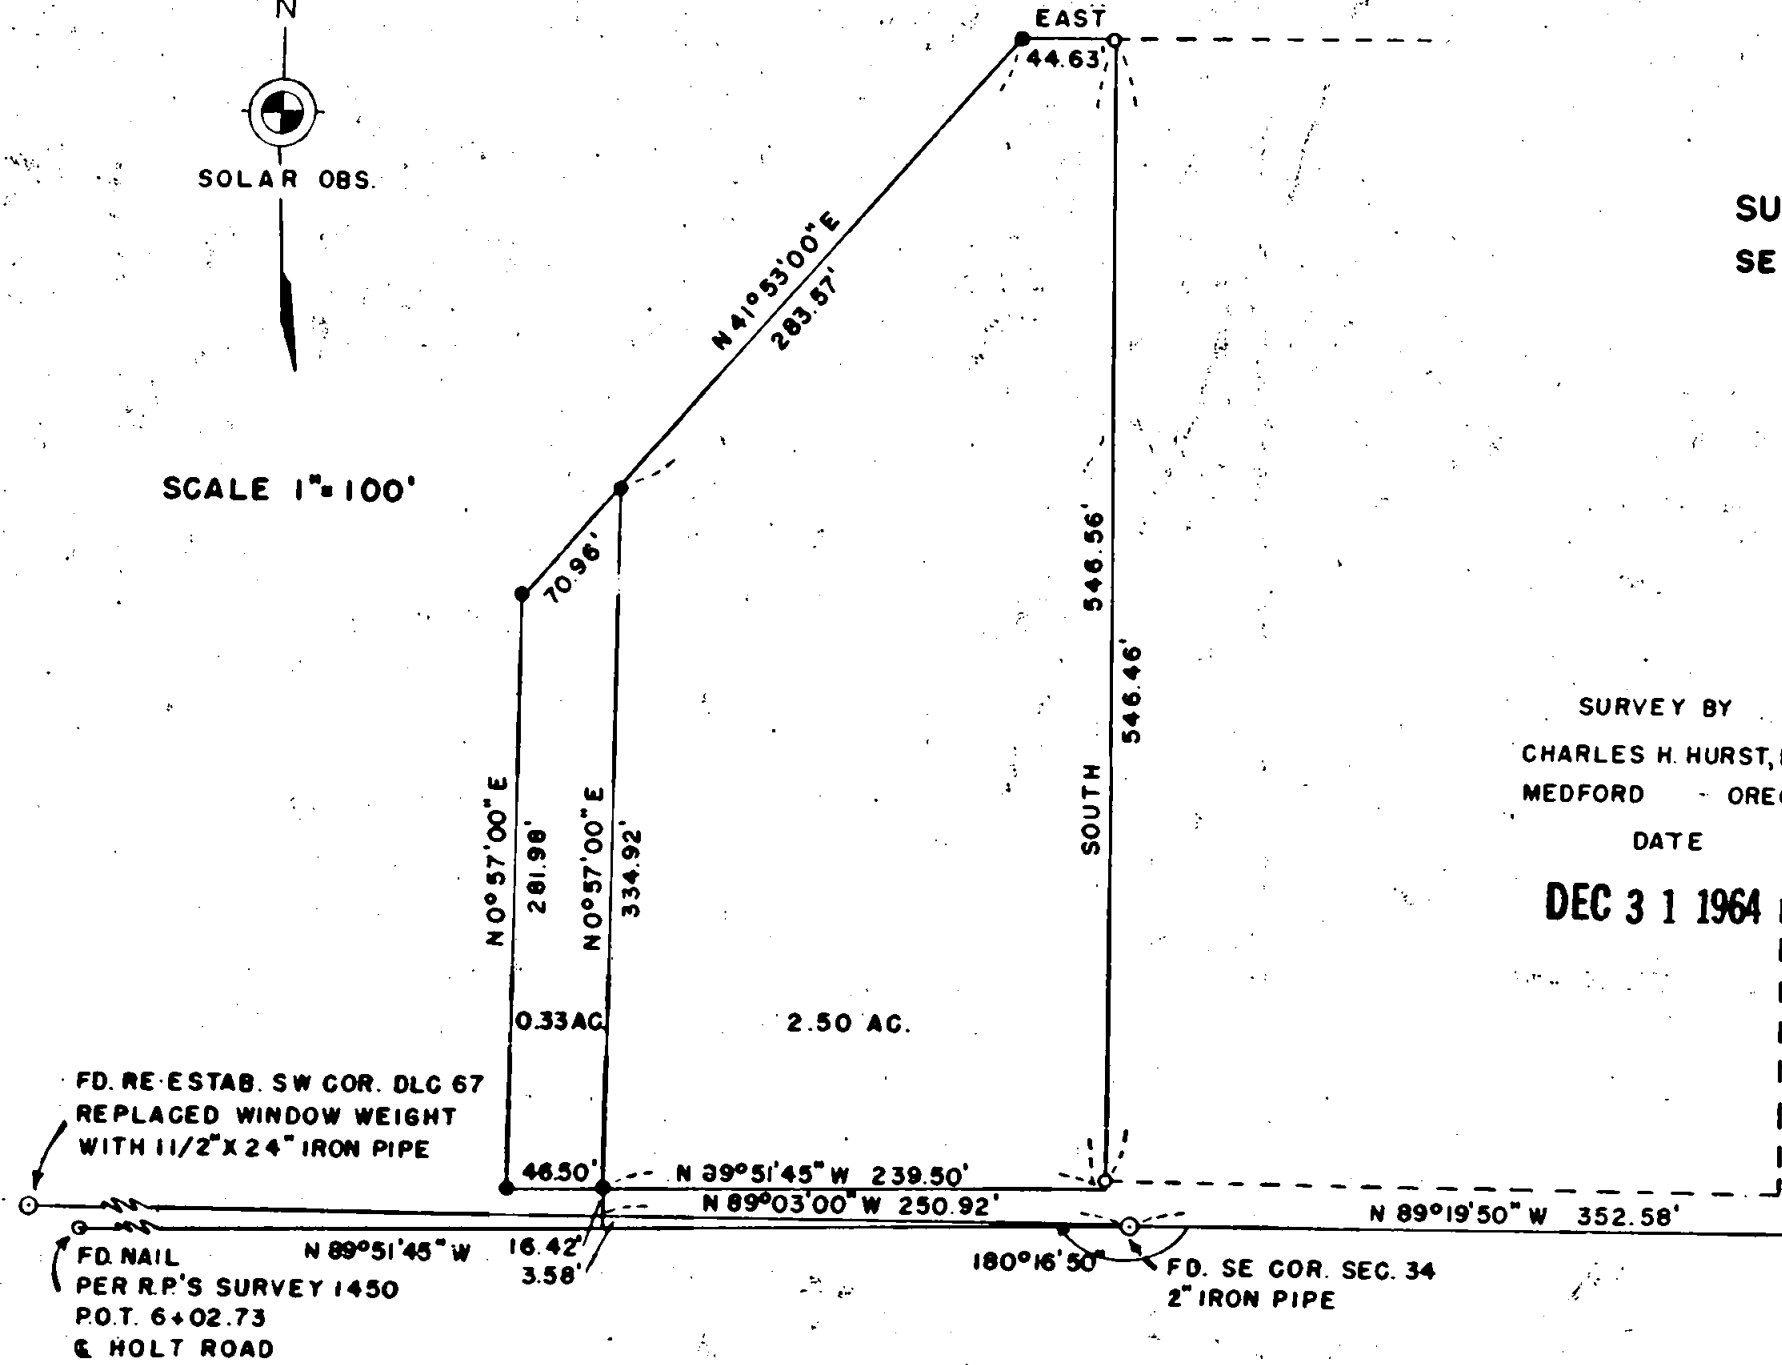 N
SOLAR OBS.
SCALE 1"=100'
EAST
44.63'
N 41°53'00" E
283.57'
70.96'
546.56'
546.46'
SOUTH
N 0°57'00" E
281.98'
N 0°57'00" E
334.92'
0.33 AC
2.50 AC.
SU
SE
SURVEY BY
CHARLES H. HURST,
MEDFORD - OREG
DATE
DEC 31 1964
FD. RE-ESTAB. SW COR. DLC 67
REPLACED WINDOW WEIGHT
WITH 1 1/2" X 24" IRON PIPE
46.50'
N 89°51'45" W 239.50'
N 89°03'00" W 250.92'
N 89°19'50" W 352.58'
N 89°51'45" W
16.42'
3.58'
180°16'50"
FD. NAIL
PER R.P.'S SURVEY 1450
P.O.T. 6+02.73
℄ HOLT ROAD
FD. SE COR. SEC. 34
2" IRON PIPE